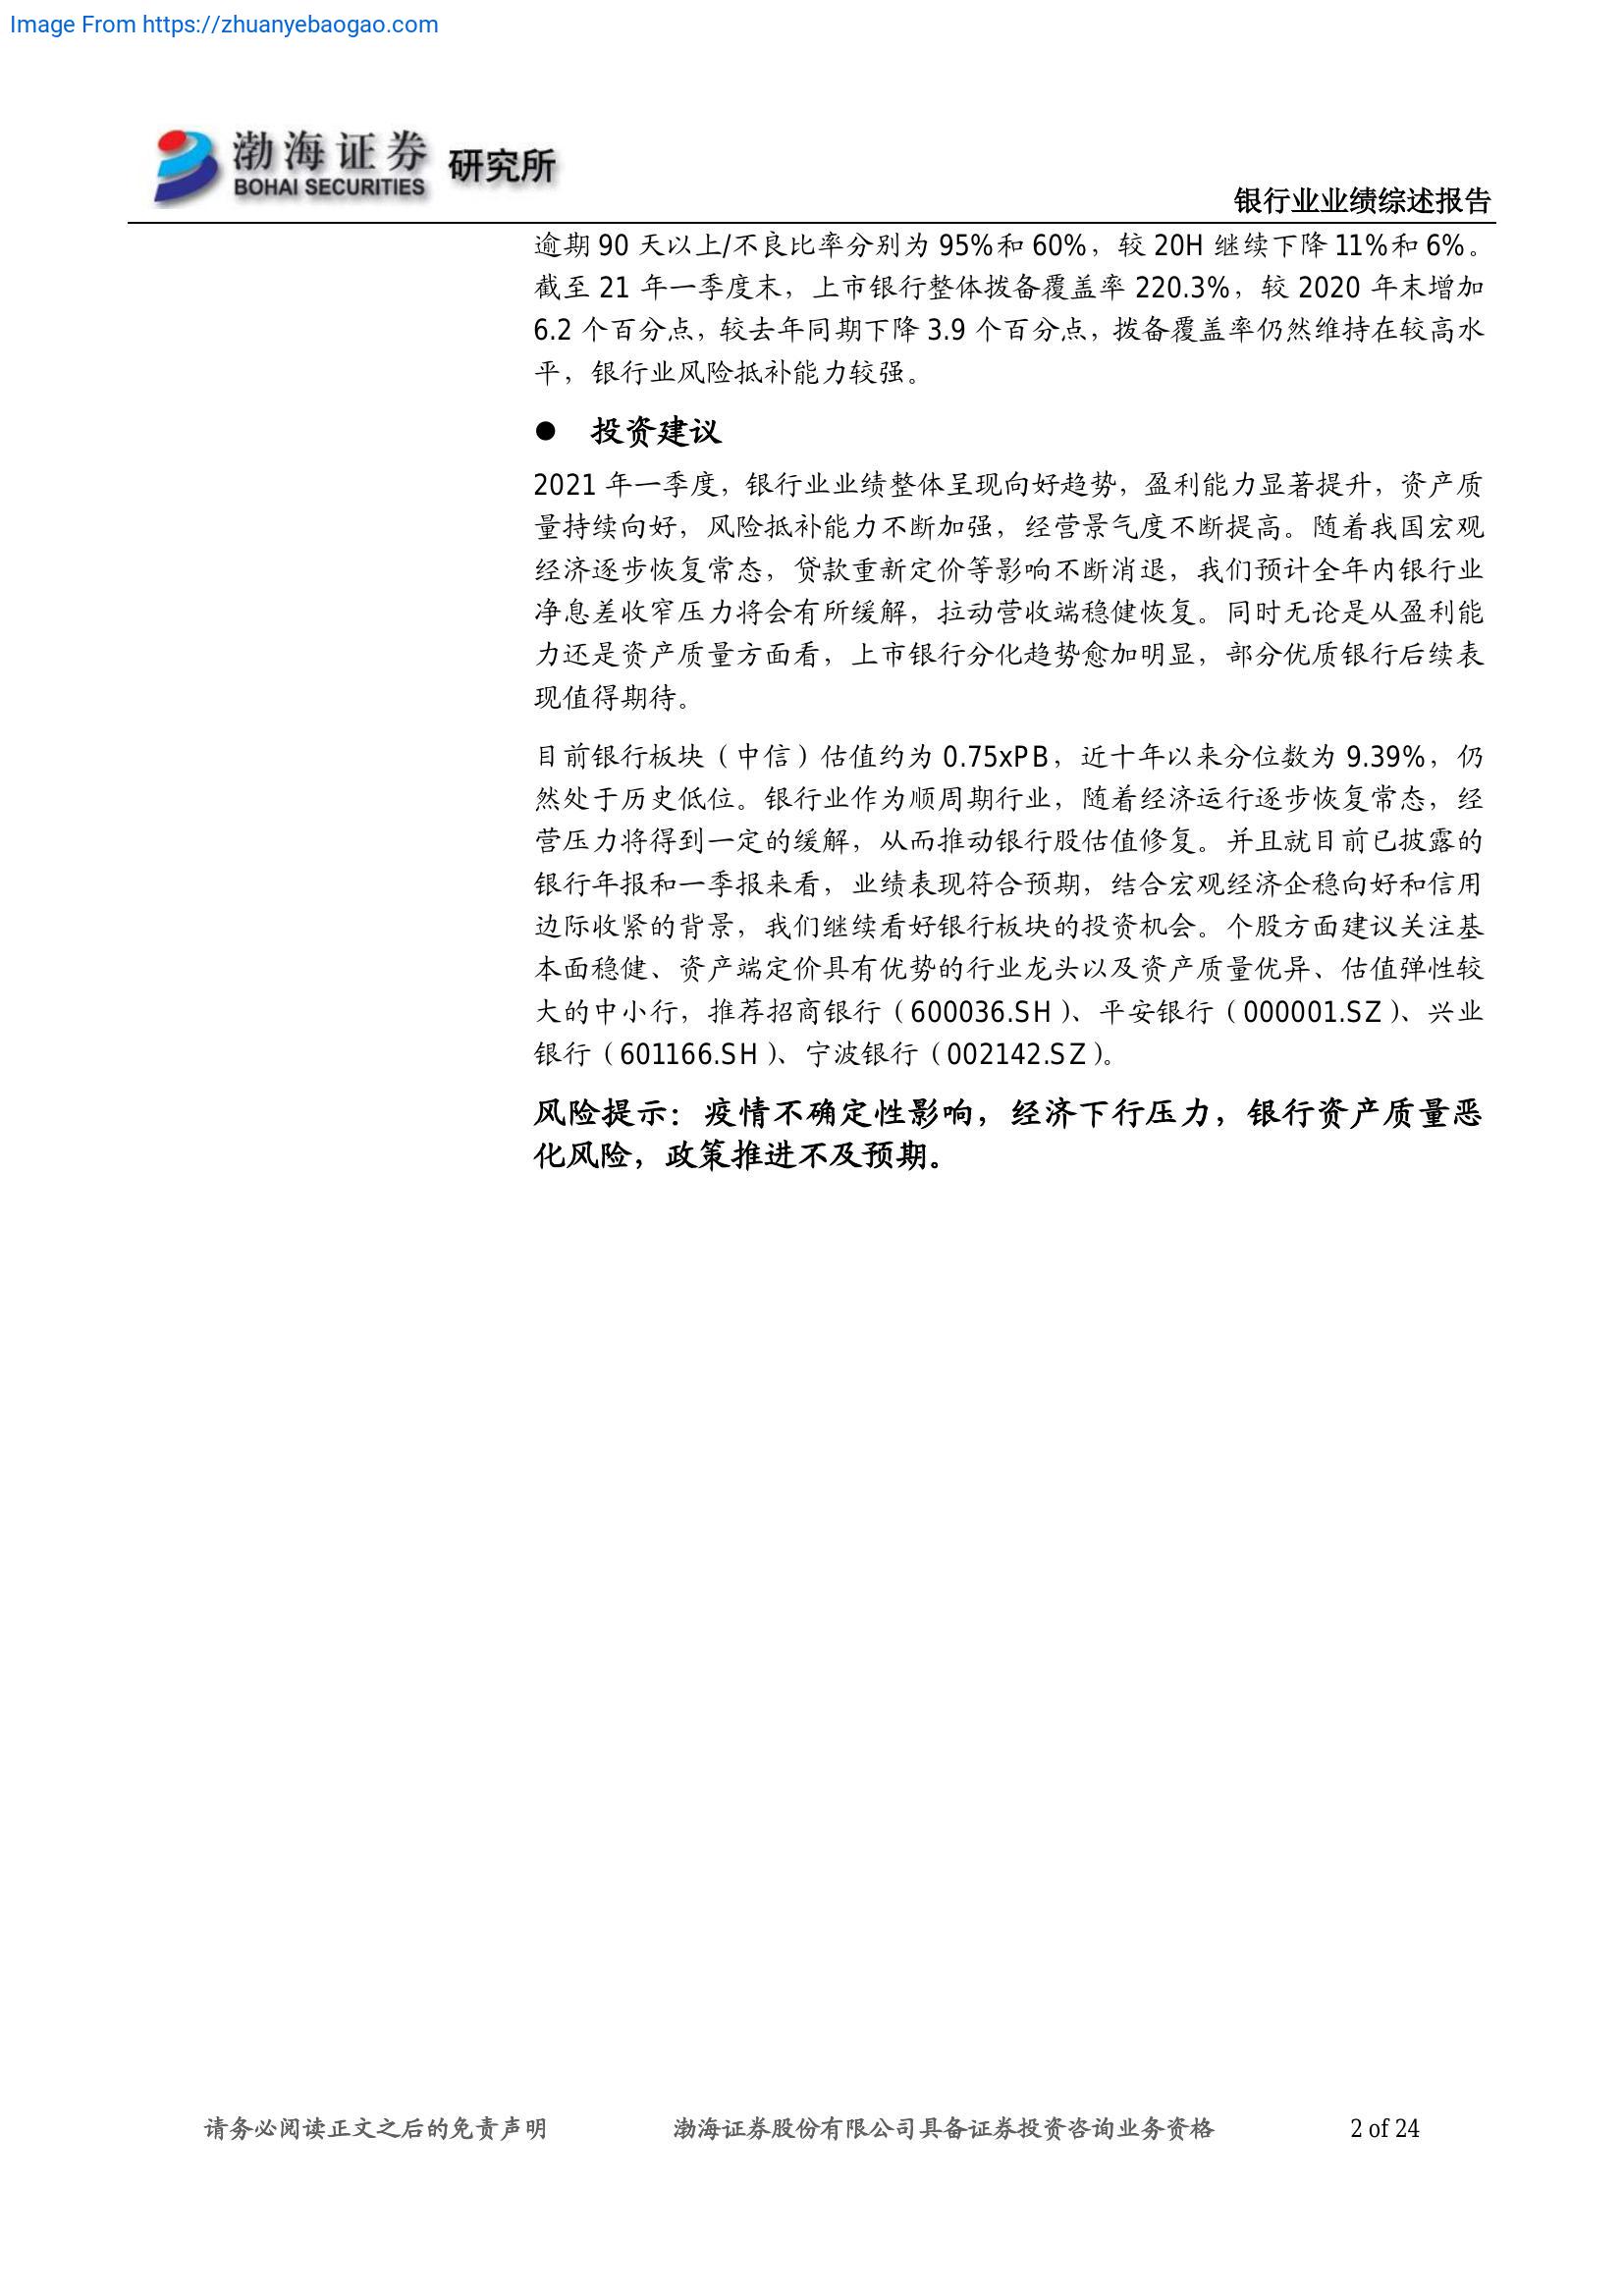 Image From https://zhuanyebaogao.com
渤海证券 研究所
BOHAI SECURITIES
银行业业绩综述报告
逾期 90 天以上/不良比率分别为 95%和 60%，较 20H 继续下降 11%和 6%。
截至 21 年一季度末，上市银行整体拨备覆盖率 220.3%，较 2020 年末增加
6.2 个百分点，较去年同期下降 3.9 个百分点，拨备覆盖率仍然维持在较高水
平，银行业风险抵补能力较强。
● 投资建议
2021 年一季度，银行业业绩整体呈现向好趋势，盈利能力显著提升，资产质
量持续向好，风险抵补能力不断加强，经营景气度不断提高。随着我国宏观
经济逐步恢复常态，贷款重新定价等影响不断消退，我们预计全年内银行业
净息差收窄压力将会有所缓解，拉动营收端稳健恢复。同时无论是从盈利能
力还是资产质量方面看，上市银行分化趋势愈加明显，部分优质银行后续表
现值得期待。
目前银行板块（中信）估值约为 0.75xPB，近十年以来分位数为 9.39%，仍
然处于历史低位。银行业作为顺周期行业，随着经济运行逐步恢复常态，经
营压力将得到一定的缓解，从而推动银行股估值修复。并且就目前已披露的
银行年报和一季报来看，业绩表现符合预期，结合宏观经济企稳向好和信用
边际收紧的背景，我们继续看好银行板块的投资机会。个股方面建议关注基
本面稳健、资产端定价具有优势的行业龙头以及资产质量优异、估值弹性较
大的中小行，推荐招商银行（600036.SH）、平安银行（000001.SZ）、兴业
银行（601166.SH）、宁波银行（002142.SZ）。
风险提示：疫情不确定性影响，经济下行压力，银行资产质量恶
化风险，政策推进不及预期。
请务必阅读正文之后的免责声明 渤海证券股份有限公司具备证券投资咨询业务资格 2 of 24